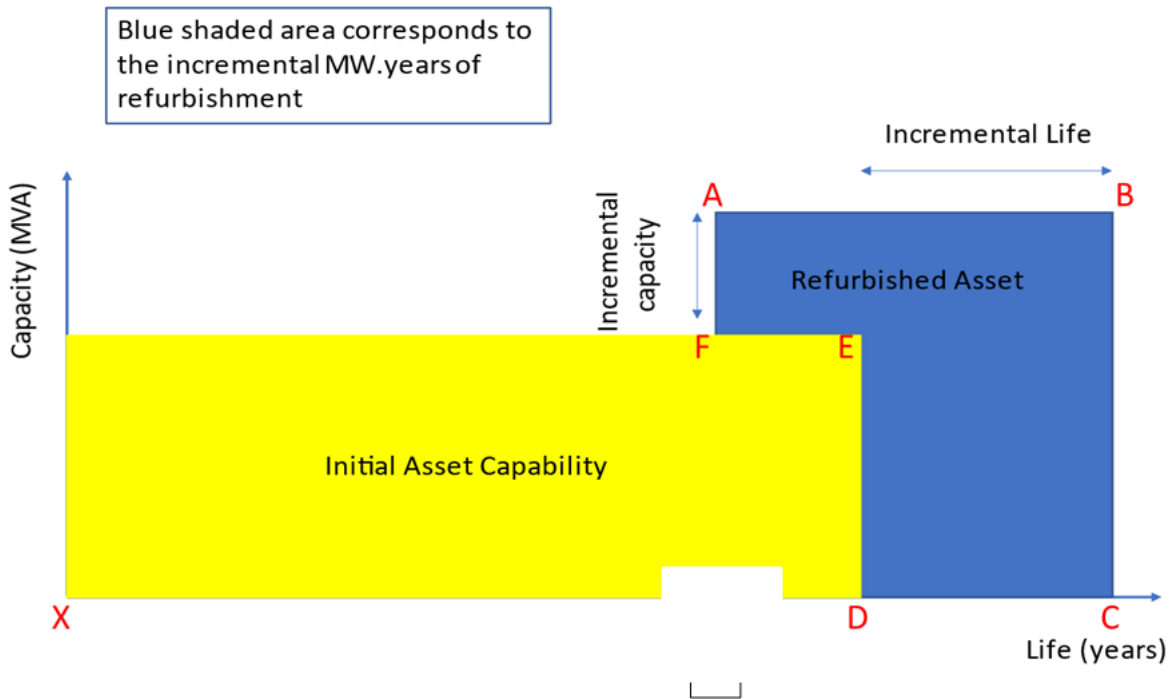 Blue shaded area corresponds to
the incremental MW.years of
refurbishment
Incremental Life
Capacity (MVA)
Incremental
capacity
A
B
Refurbished Asset
F
E
Initial Asset Capability
X
D
C
Life (years)